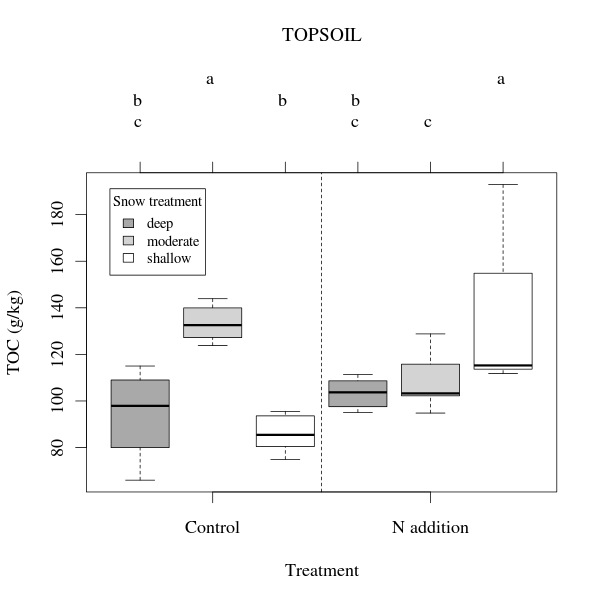 TOPSOIL
a a
b b b
c c c
Snow treatment
deep
moderate
shallow
180
160
140
120
100
80
TOC (g/kg)
Control N addition
Treatment